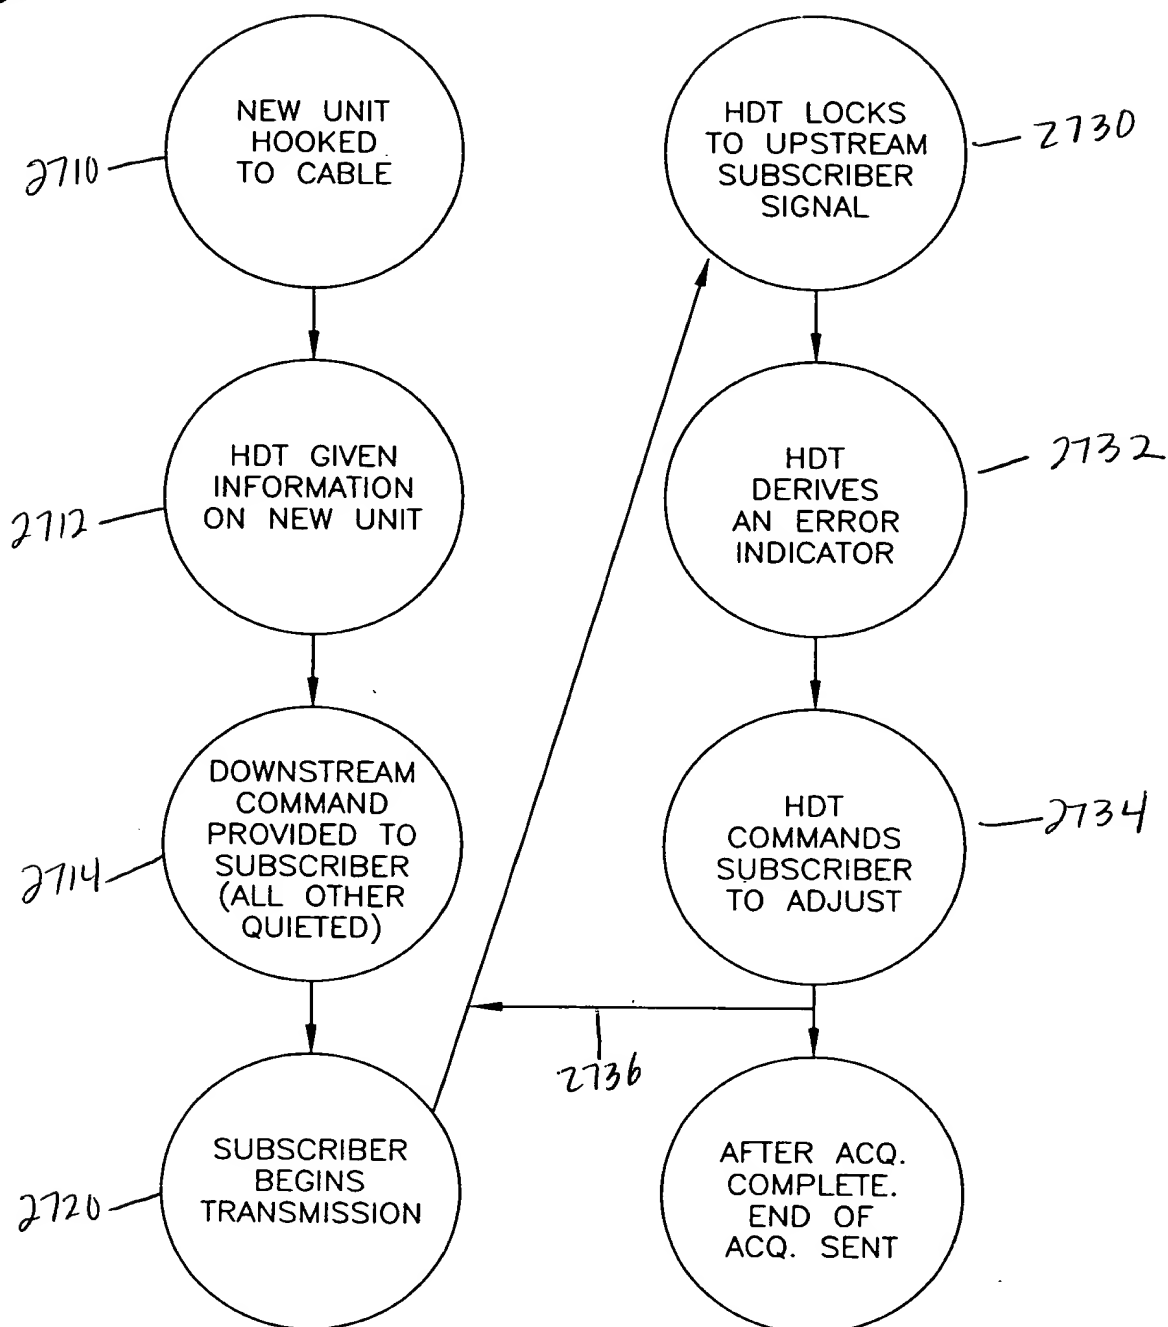 NEW UNIT
HOOKED
TO CABLE
2710
HDT GIVEN
INFORMATION
ON NEW UNIT
2712
DOWNSTREAM
COMMAND
PROVIDED TO
SUBSCRIBER
(ALL OTHER
QUIETED)
2714
SUBSCRIBER
BEGINS
TRANSMISSION
2720
HDT LOCKS
TO UPSTREAM
SUBSCRIBER
SIGNAL
2730
HDT
DERIVES
AN ERROR
INDICATOR
2732
HDT
COMMANDS
SUBSCRIBER
TO ADJUST
2734
2736
AFTER ACQ.
COMPLETE.
END OF
ACQ. SENT